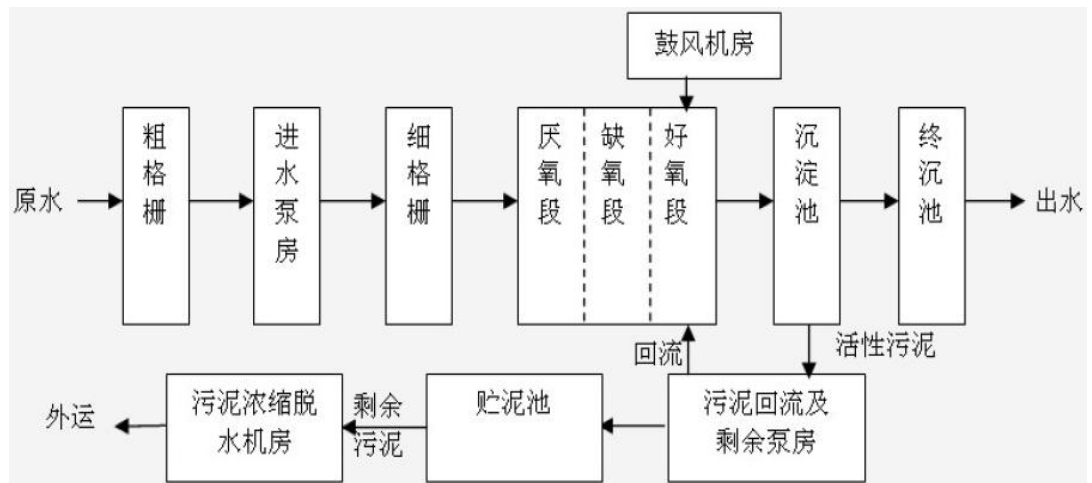 鼓风机房
原水
粗格栅
进水泵房
细格栅
厌氧段
缺氧段
好氧段
沉淀池
终沉池
出水
回流
活性污泥
外运
污泥浓缩脱
水机房
剩余
污泥
贮泥池
污泥回流及
剩余泵房